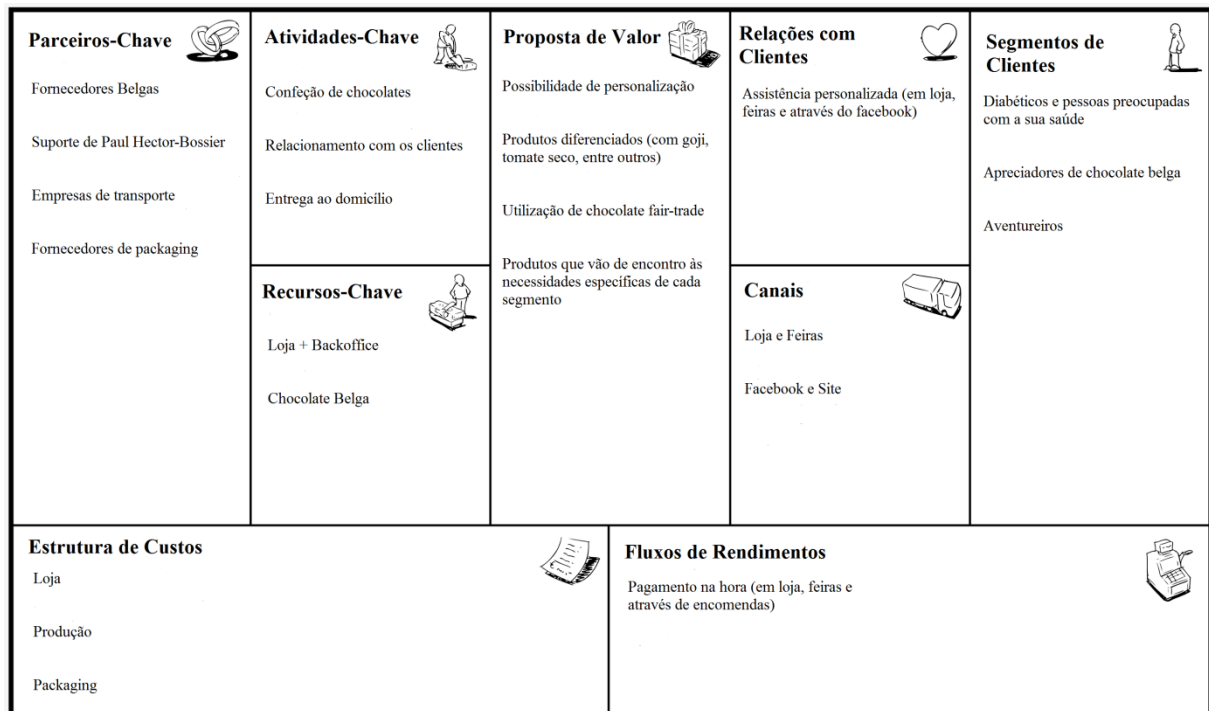 Parceiros-Chave
Fornecedores Belgas
Suporte de Paul Hector-Bossier
Empresas de transporte
Fornecedores de packaging
Atividades-Chave
Confeção de chocolates
Relacionamento com os clientes
Entrega ao domicílio
Recursos-Chave
Loja + Backoffice
Chocolate Belga
Proposta de Valor
Possibilidade de personalização
Produtos diferenciados (com goji,
tomate seco, entre outros)
Utilização de chocolate fair-trade
Produtos que vão de encontro às
necessidades especificas de cada
segmento
Relações com
Clientes
Assistência personalizada (em loja,
feiras e através do facebook)
Canais
Loja e Feiras
Facebook e Site
Segmentos de
Clientes
Diabéticos e pessoas preocupadas
com a sua saúde
Apreciadores de chocolate belga
Aventureiros
Estrutura de Custos
Loja
Produção
Packaging
Fluxos de Rendimentos
Pagamento na hora (em loja, feiras e
através de encomendas)